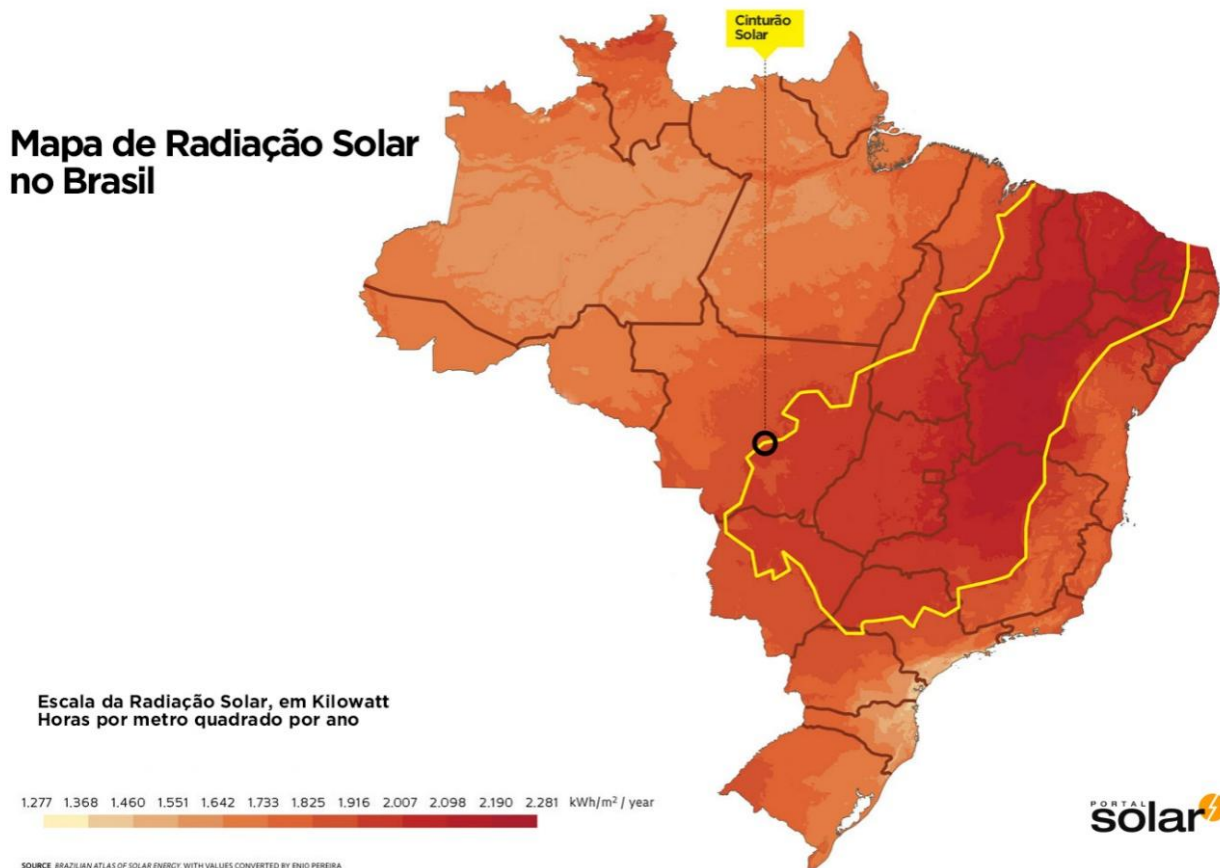 Cinturão
Solar
Mapa de Radiação Solar
no Brasil
Escala da Radiação Solar, em Kilowatt
Horas por metro quadrado por ano
1.277 1.368 1.460 1.551 1.642 1.733 1.825 1.916 2.007 2.098 2.190 2.281 kWh/m² / year
PORTAL
solar
SOURCE BRAZILIAN ATLAS OF SOLAR ENERGY, WITH VALUES CONVERTED BY ENIO PEREIRA